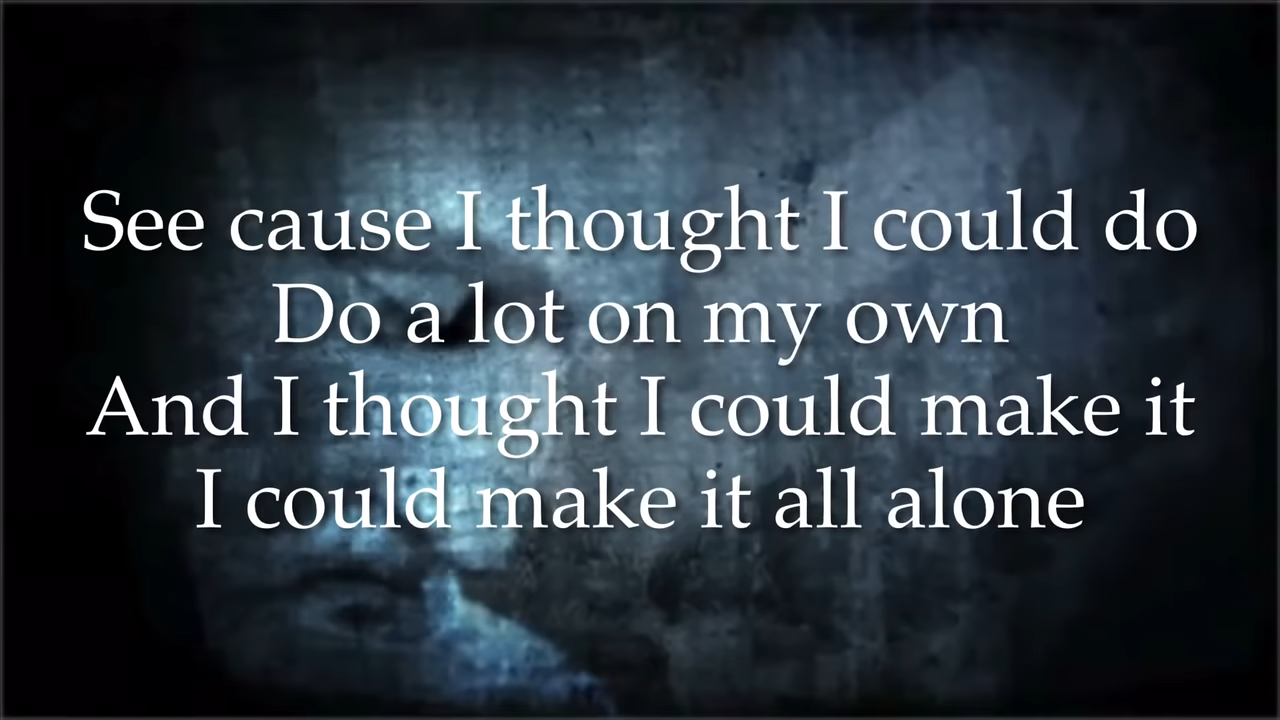 See cause I thought I could do
Do a lot on my own
And I thought I could make it
I could make it all alone